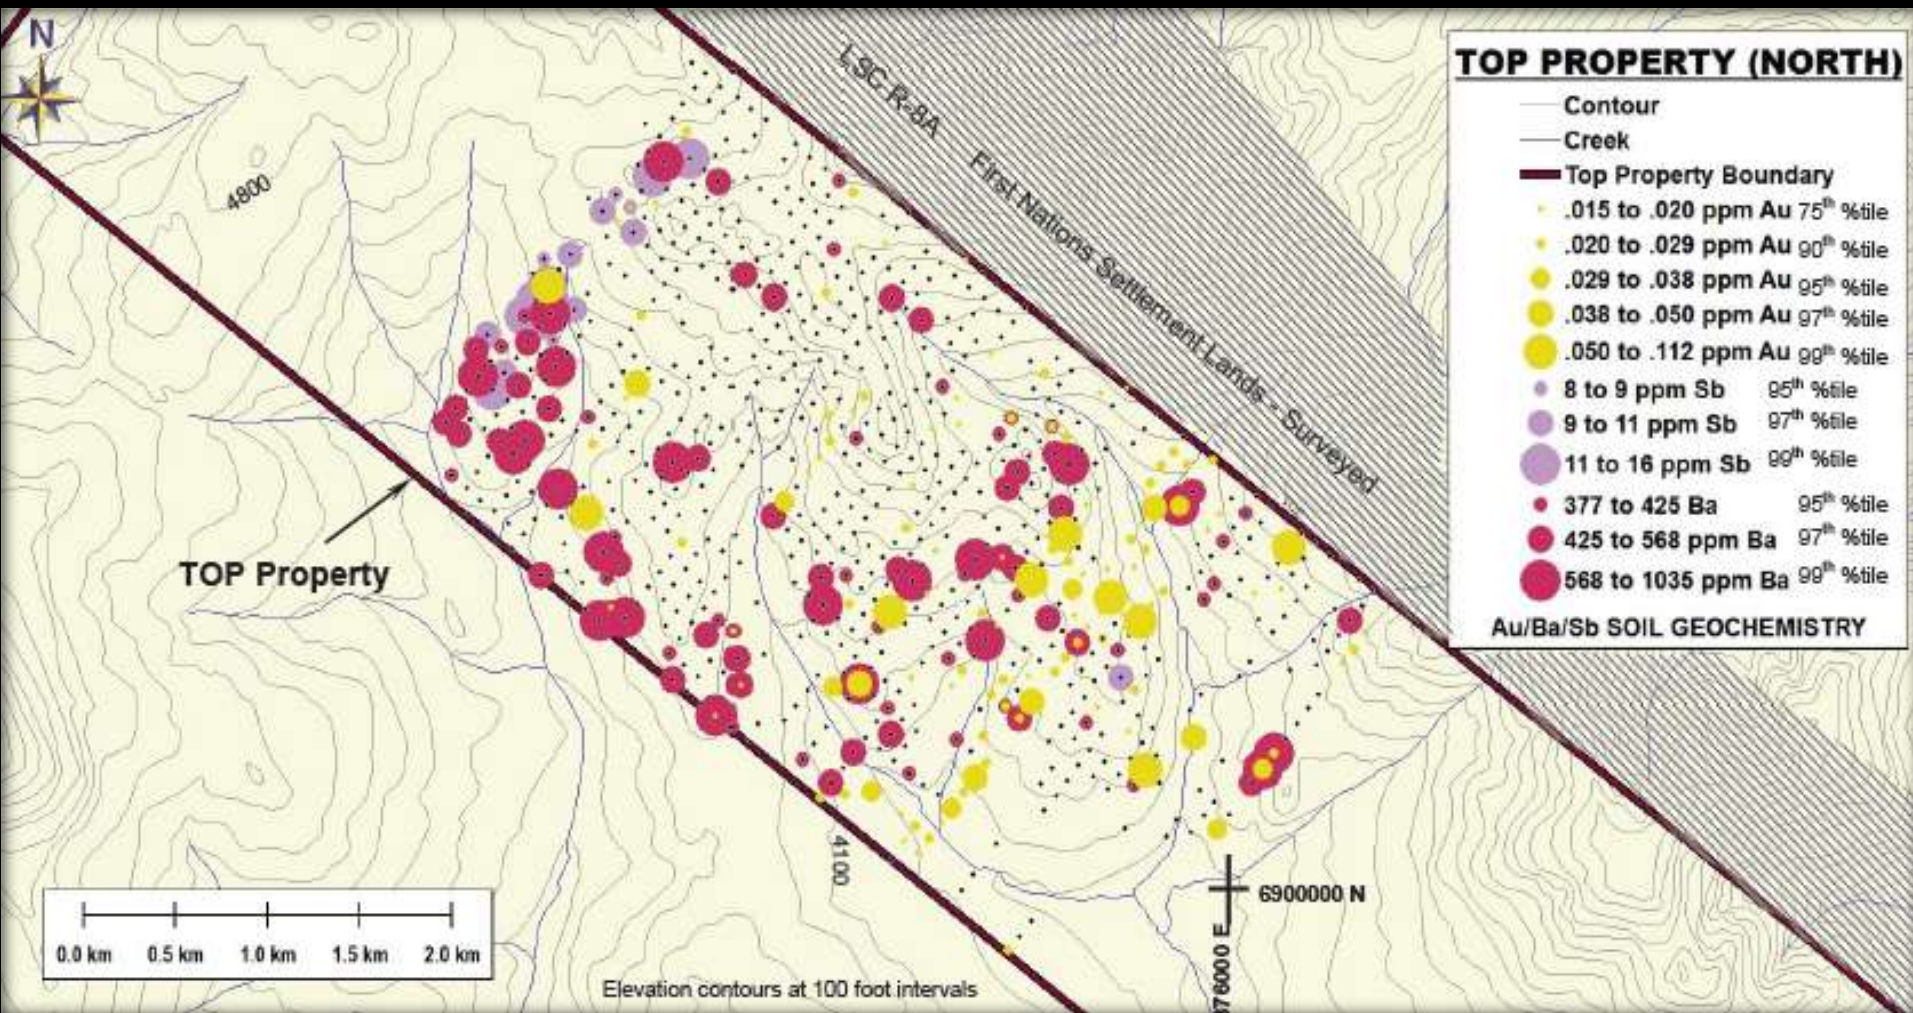 N
4800
LSC R-8A
First Nations Settlement Lands - Surveyed
TOP PROPERTY (NORTH)
Contour
Creek
Top Property Boundary
.015 to .020 ppm Au 75th %tile
.020 to .029 ppm Au 90th %tile
.029 to .038 ppm Au 95th %tile
.038 to .050 ppm Au 97th %tile
.050 to .112 ppm Au 99th %tile
8 to 9 ppm Sb 95th %tile
9 to 11 ppm Sb 97th %tile
11 to 16 ppm Sb 99th %tile
377 to 425 Ba 95th %tile
425 to 568 ppm Ba 97th %tile
568 to 1035 ppm Ba 99th %tile
Au/Ba/Sb SOIL GEOCHEMISTRY
TOP Property
4100
6900000 N
0.0 km 0.5 km 1.0 km 1.5 km 2.0 km
Elevation contours at 100 foot intervals